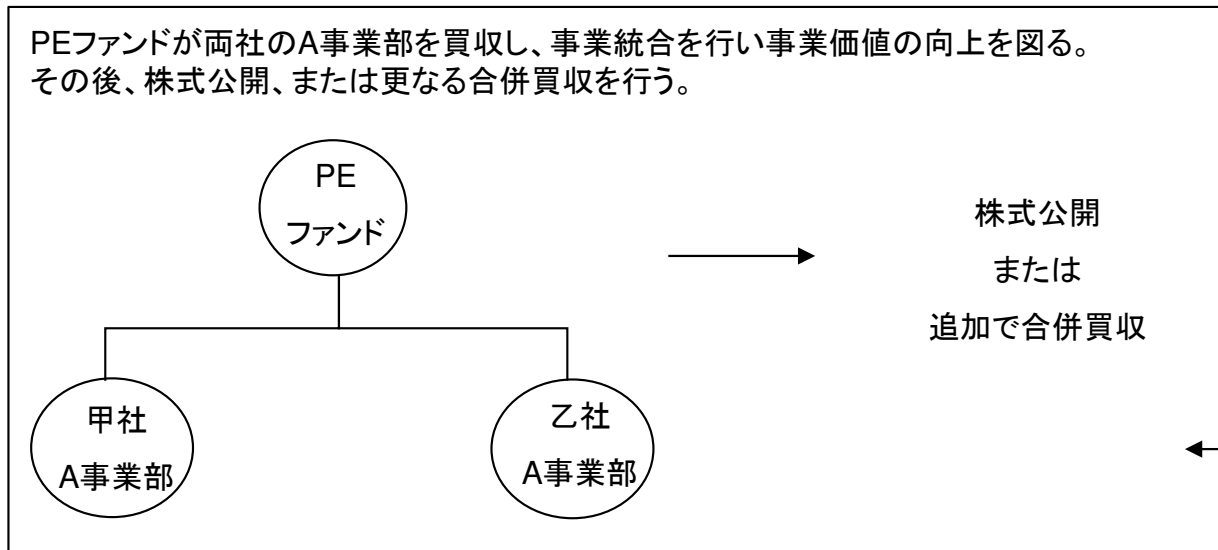 PEファンドが両社のA事業部を買収し、事業統合を行い事業価値の向上を図る。
その後、株式公開、または更なる合併買収を行う。
PE
ファンド
株式公開
または
追加で合併買収
甲社
A事業部
乙社
A事業部